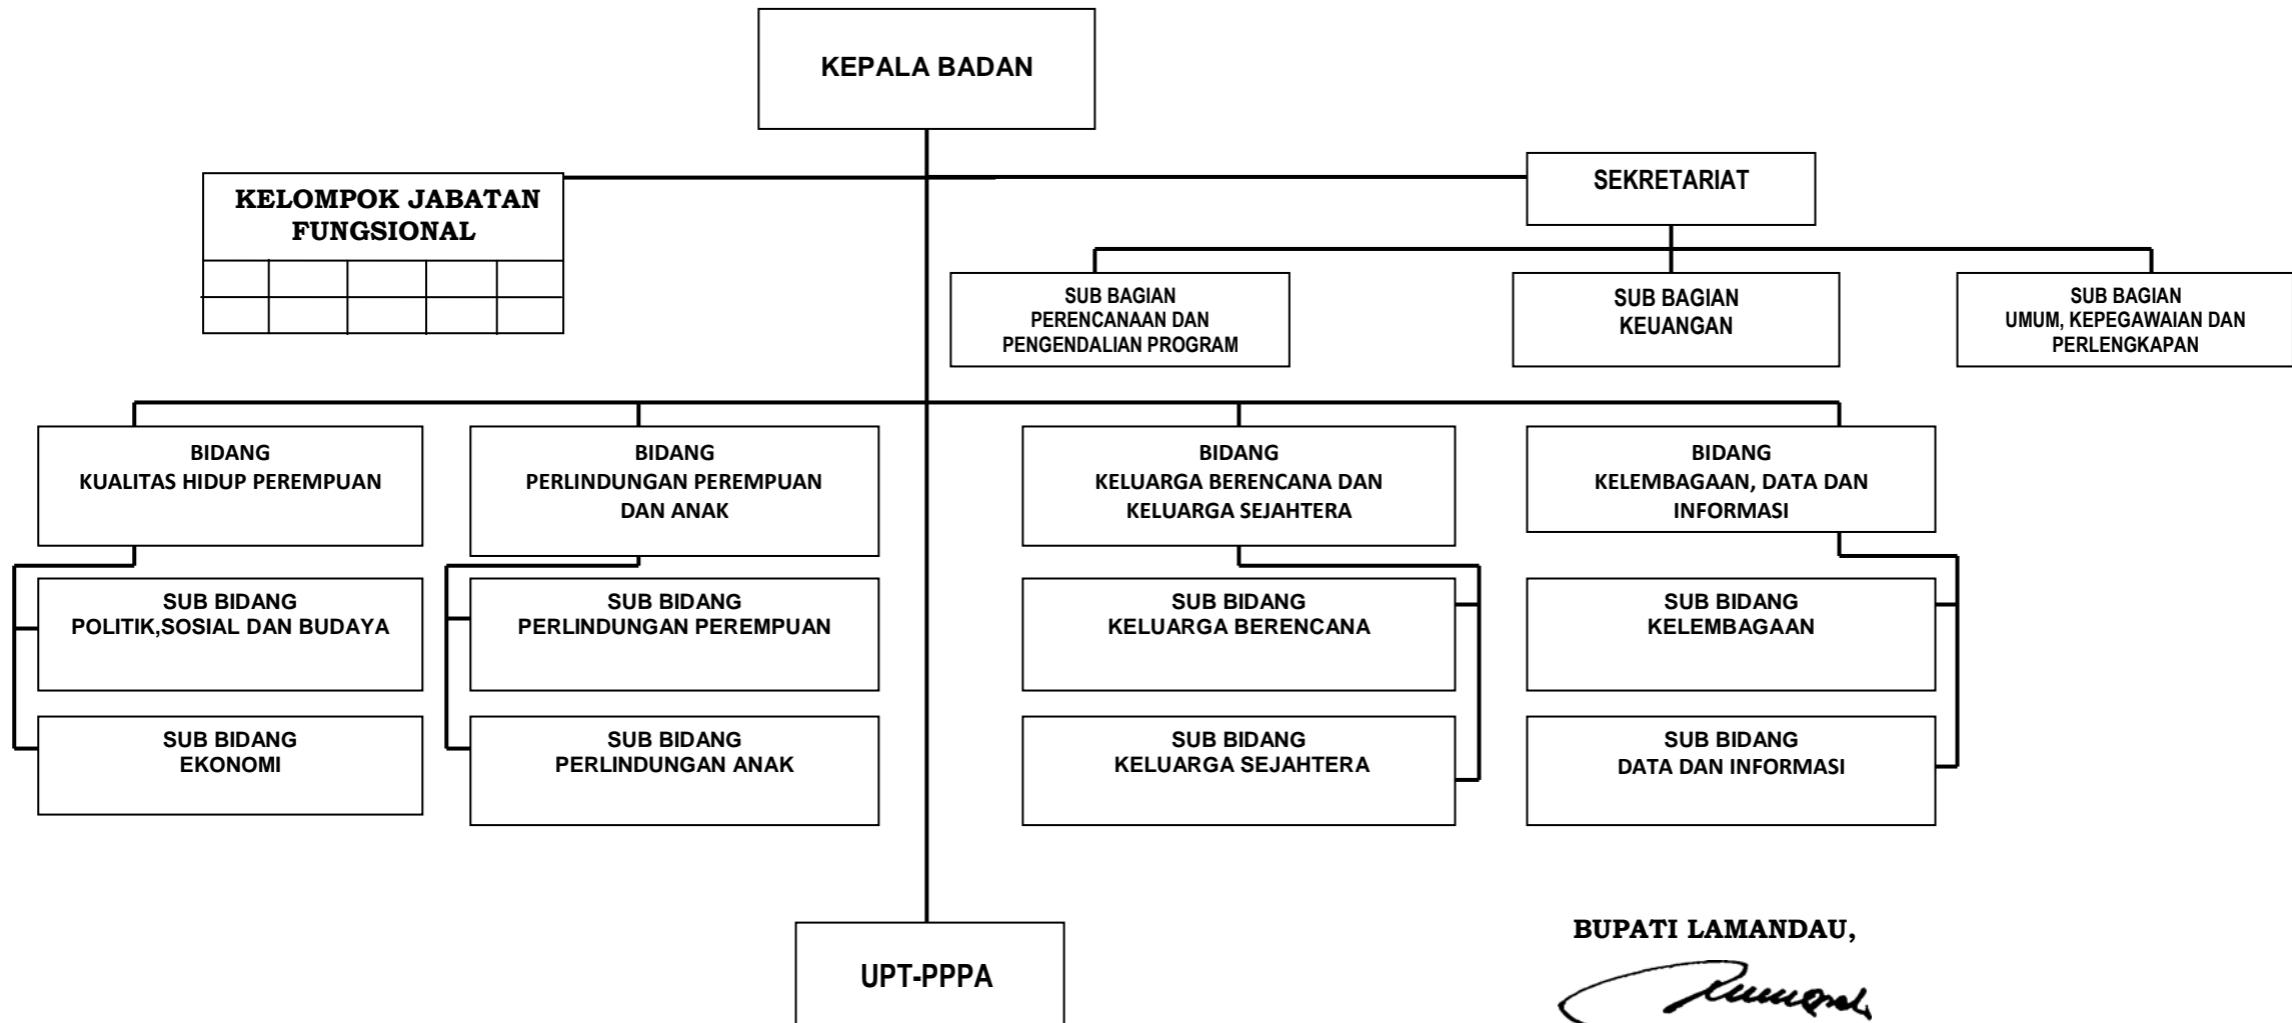 KEPALA BADAN
SEKRETARIAT
KELOMPOK JABATAN
FUNGSIONAL
SUB BAGIAN
PERENCANAAN DAN
PENGENDALIAN PROGRAM
SUB BAGIAN
KEUANGAN
SUB BAGIAN
UMUM, KEPEGAWAIAN DAN
PERLENGKAPAN
BIDANG
KUALITAS HIDUP PEREMPUAN
BIDANG
PERLINDUNGAN PEREMPUAN
DAN ANAK
BIDANG
KELUARGA BERENCANA DAN
KELUARGA SEJAHTERA
BIDANG
KELEMBAGAAN, DATA DAN
INFORMASI
SUB BIDANG
POLITIK,SOSIAL DAN BUDAYA
SUB BIDANG
PERLINDUNGAN PEREMPUAN
SUB BIDANG
KELUARGA BERENCANA
SUB BIDANG
KELEMBAGAAN
SUB BIDANG
EKONOMI
SUB BIDANG
PERLINDUNGAN ANAK
SUB BIDANG
KELUARGA SEJAHTERA
SUB BIDANG
DATA DAN INFORMASI
UPT-PPPA
BUPATI LAMANDAU,